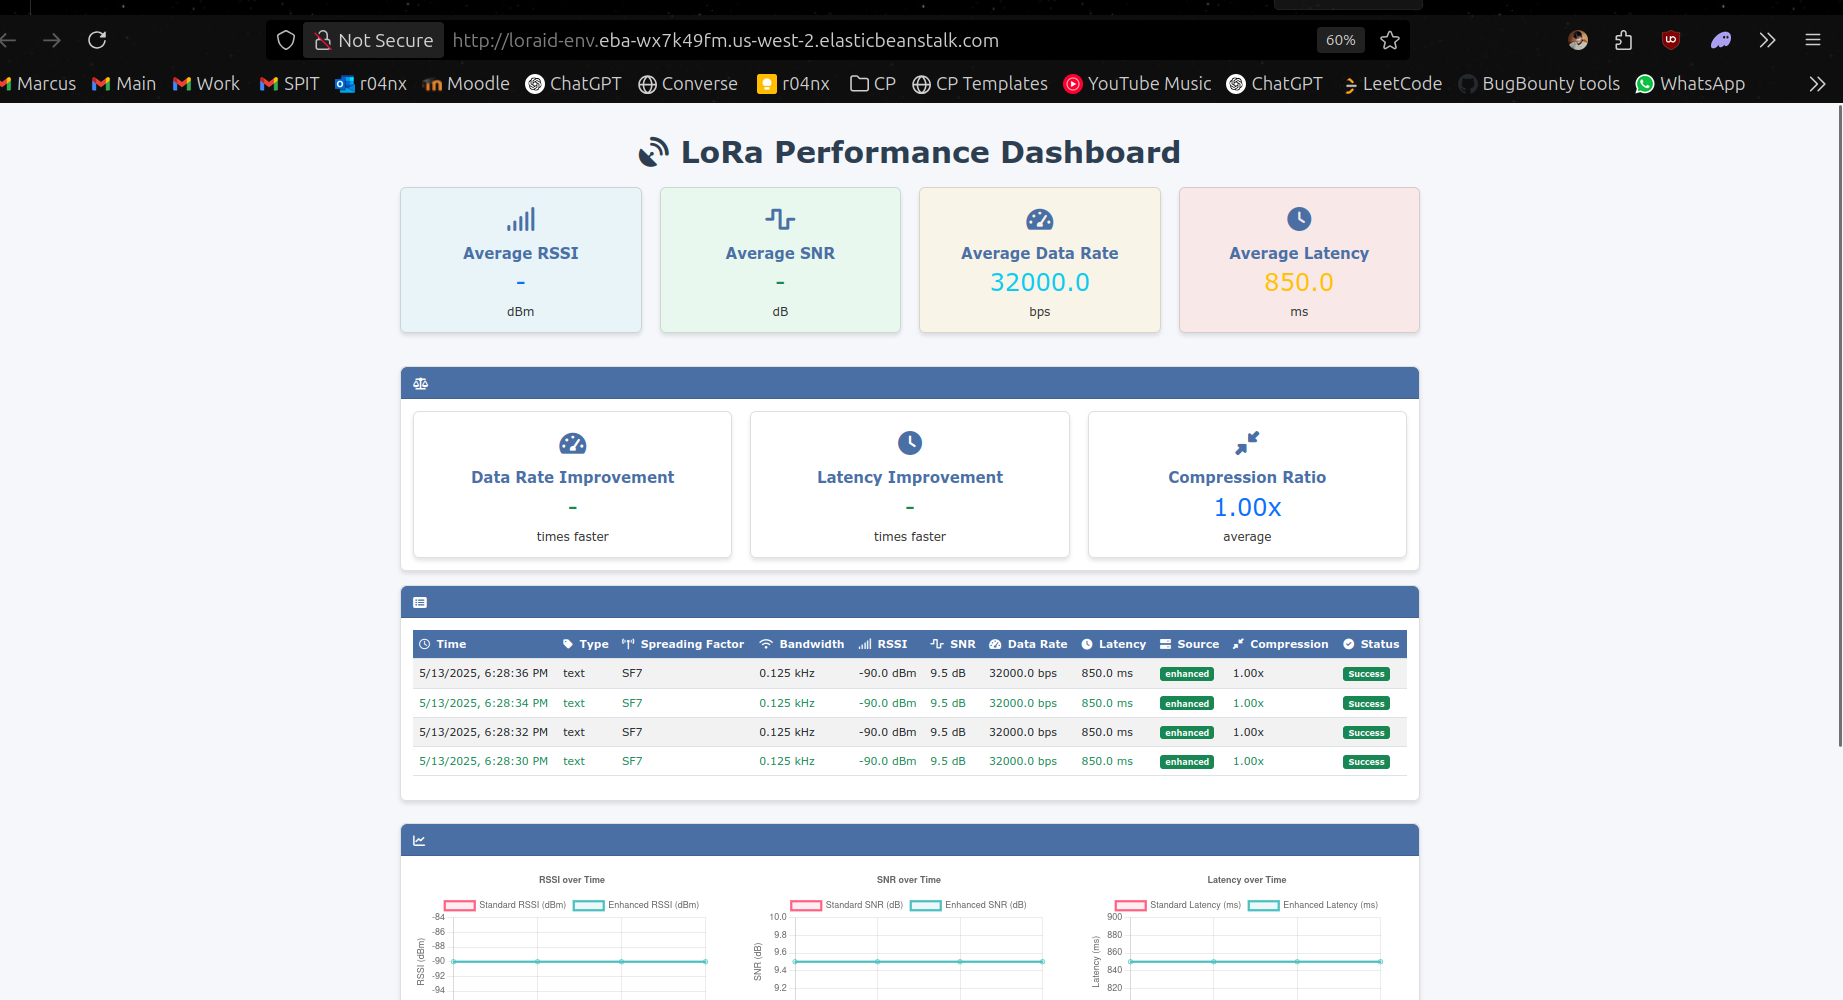 Not Secure
http://loraid-env.eba-wx7k49fm.us-west-2.elasticbeanstalk.com
60%
Marcus
Main
Work
SPIT
r04nx
Moodle
ChatGPT
Converse
r04nx
CP
CP Templates
YouTube Music
ChatGPT
LeetCode
BugBounty tools
WhatsApp
LoRa Performance Dashboard
Average RSSI
-
dBm
Average SNR
-
dB
Average Data Rate
32000.0
bps
Average Latency
850.0
ms
Data Rate Improvement
-
times faster
Latency Improvement
-
times faster
Compression Ratio
1.00x
average
Time Type Spreading Factor Bandwidth RSSI SNR Data Rate Latency Source Compression Status
5/13/2025, 6:28:36 PM text SF7 0.125 kHz -90.0 dBm 9.5 dB 32000.0 bps 850.0 ms enhanced 1.00x Success
5/13/2025, 6:28:34 PM text SF7 0.125 kHz -90.0 dBm 9.5 dB 32000.0 bps 850.0 ms enhanced 1.00x Success
5/13/2025, 6:28:32 PM text SF7 0.125 kHz -90.0 dBm 9.5 dB 32000.0 bps 850.0 ms enhanced 1.00x Success
5/13/2025, 6:28:30 PM text SF7 0.125 kHz -90.0 dBm 9.5 dB 32000.0 bps 850.0 ms enhanced 1.00x Success
RSSI over Time
Standard RSSI (dBm) Enhanced RSSI (dBm)
-84
-86
-88
-90
-92
-94
RSSI (dBm)
SNR over Time
Standard SNR (dB) Enhanced SNR (dB)
10.0
9.8
9.6
9.4
9.2
SNR (dB)
Latency over Time
Standard Latency (ms) Enhanced Latency (ms)
900
880
860
840
820
Latency (ms)